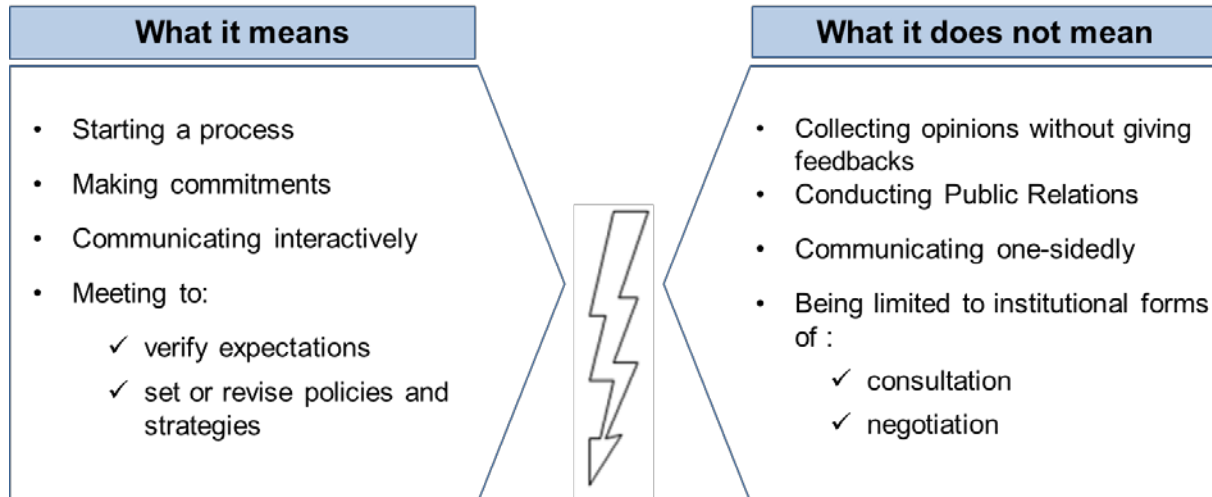 What it means
• Starting a process
• Making commitments
• Communicating interactively
• Meeting to:
✓ verify expectations
✓ set or revise policies and
strategies
What it does not mean
• Collecting opinions without giving
feedbacks
• Conducting Public Relations
• Communicating one-sidedly
• Being limited to institutional forms
of :
✓ consultation
✓ negotiation